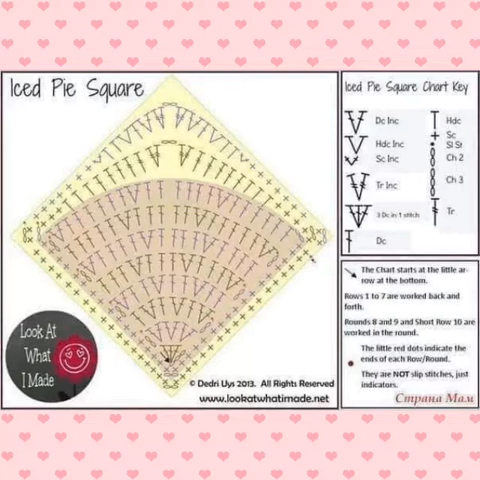 Iced Pie Square
Look At
What
I Made
© Dedri Uys 2013. All Rights Reserved
www.lookatwhatimade.net
Iced Pie Square Chart Key
Dc Inc
Hdc Inc
Sc Inc
Tr Inc
3 Dc in 1 stitch
Dc
Hdc
Sc
Sl St
Ch 2
Ch 3
Tr
The Chart starts at the little ar-
row at the bottom.
Rows 1 to 7 are worked back and
forth.
Rounds 8 and 9 and Short Row 10 are
worked in the round.
The little red dots indicate the
ends of each Row/Round.
They are NOT slip stitches, just
indicators.
Страна Мам